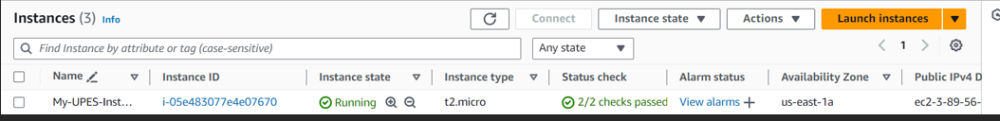 Instances (3) Info
Connect Instance state Actions Launch instances
Find Instance by attribute or tag (case-sensitive) Any state 1
Name Instance ID Instance state Instance type Status check Alarm status Availability Zone Public IPv4 D
My-UPES-Inst... i-05e483077e4e07670 Running t2.micro 2/2 checks passed View alarms + us-east-1a ec2-3-89-56-